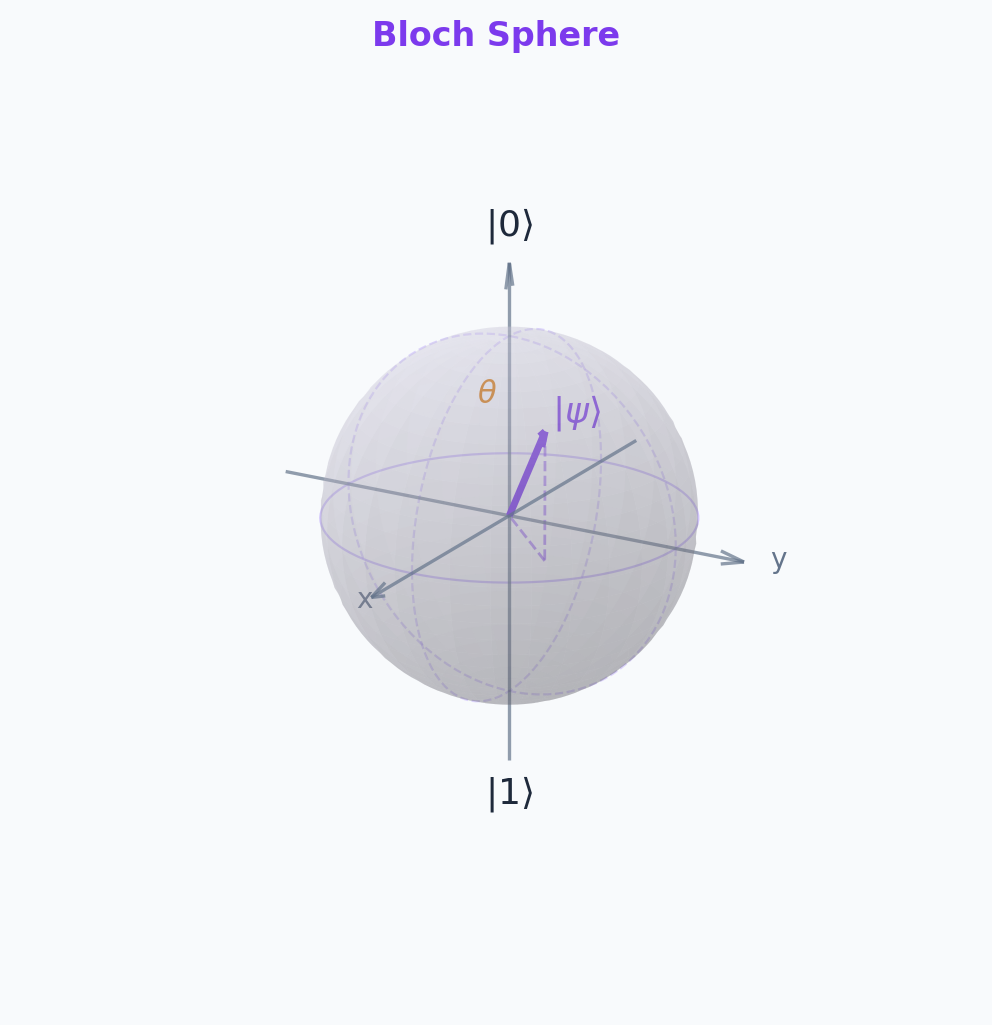 Bloch Sphere
|0⟩
θ
|ψ⟩
y
x
|1⟩